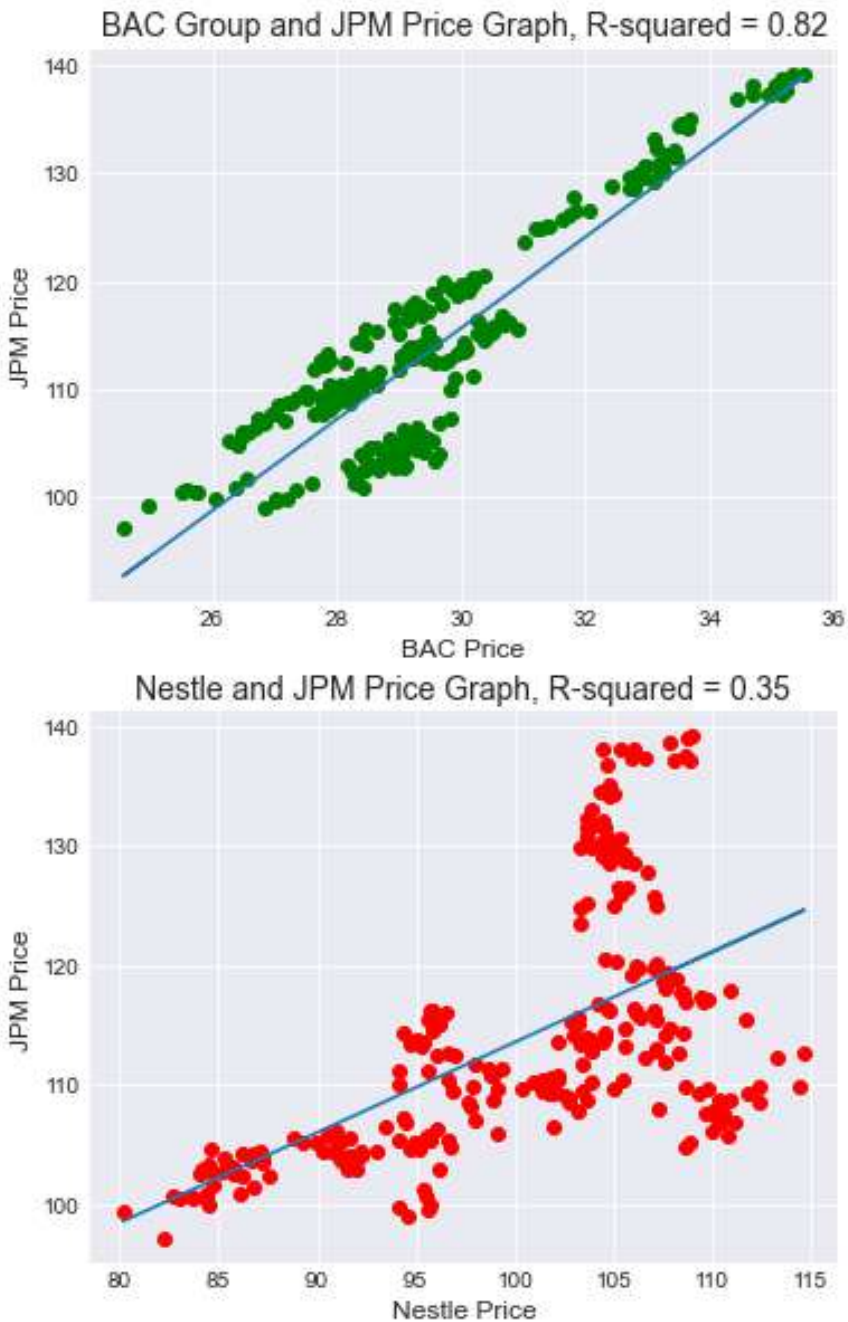 BAC Group and JPM Price Graph, R-squared = 0.82
140
130
120
110
100
JPM Price
26 28 30 32 34 36
BAC Price
Nestle and JPM Price Graph, R-squared = 0.35
140
130
120
110
100
JPM Price
80 85 90 95 100 105 110 115
Nestle Price